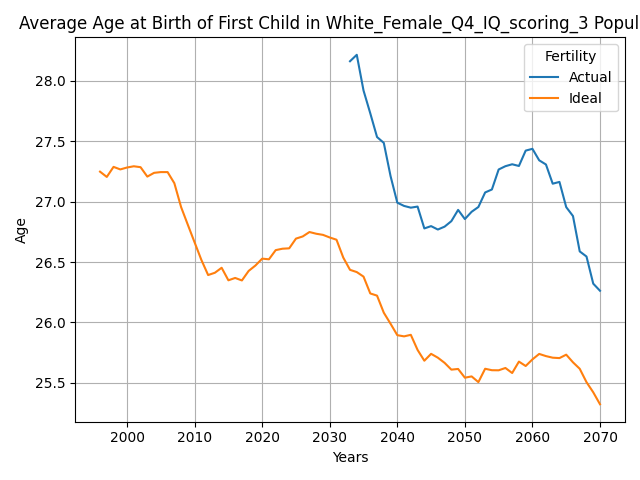 Average Age at Birth of First Child in White_Female_Q4_IQ_scoring_3 Popul
Fertility
Actual
Ideal
28.0
27.5
27.0
26.5
26.0
25.5
Age
2000 2010 2020 2030 2040 2050 2060 2070
Years